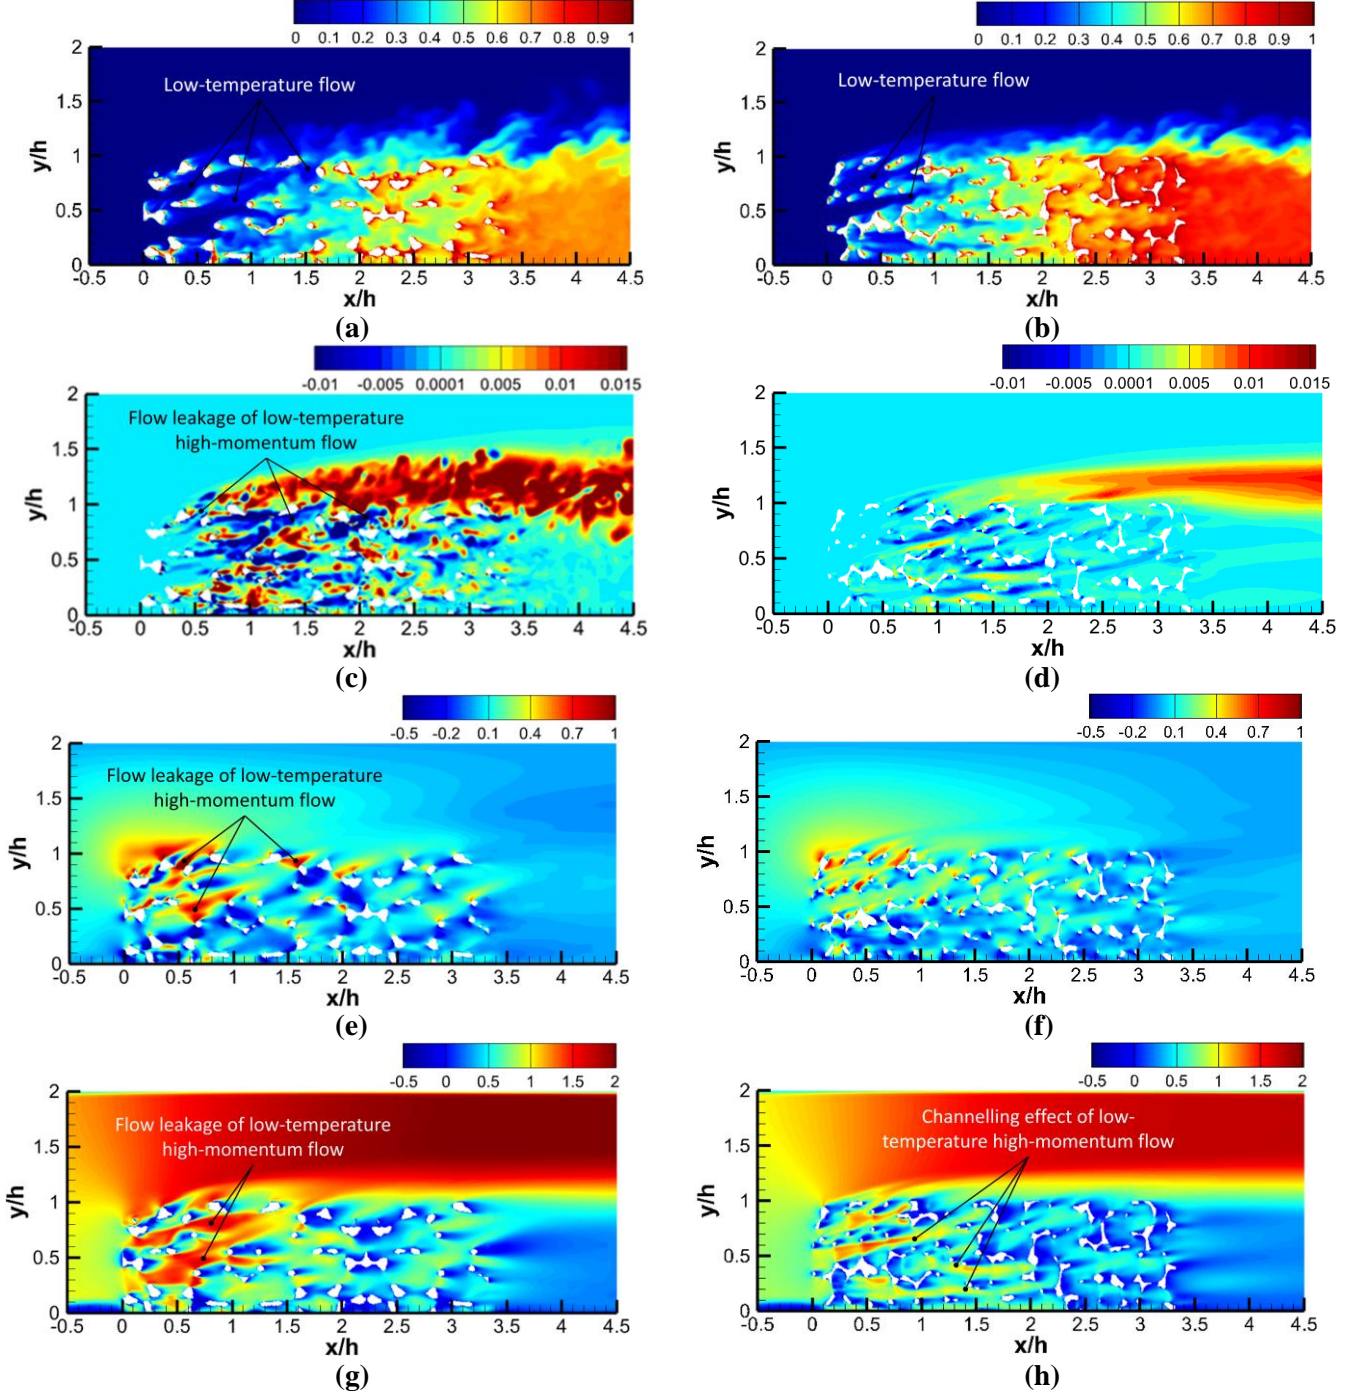 0 0.1 0.2 0.3 0.4 0.5 0.6 0.7 0.8 0.9 1
2
1.5
1
0.5
0
y/h
Low-temperature flow
-0.5 0 0.5 1 1.5 2 2.5 3 3.5 4 4.5
x/h
(a)
0 0.1 0.2 0.3 0.4 0.5 0.6 0.7 0.8 0.9 1
2
1.5
1
0.5
0
y/h
Low-temperature flow
-0.5 0 0.5 1 1.5 2 2.5 3 3.5 4 4.5
x/h
(b)
-0.01 -0.005 0.0001 0.005 0.01 0.015
2
1.5
1
0.5
0
y/h
Flow leakage of low-temperature
high-momentum flow
-0.5 0 0.5 1 1.5 2 2.5 3 3.5 4 4.5
x/h
(c)
-0.01 -0.005 0.0001 0.005 0.01 0.015
2
1.5
1
0.5
0
y/h
-0.5 0 0.5 1 1.5 2 2.5 3 3.5 4 4.5
x/h
(d)
-0.5 -0.2 0.1 0.4 0.7 1
2
1.5
1
0.5
0
y/h
Flow leakage of low-temperature
high-momentum flow
-0.5 0 0.5 1 1.5 2 2.5 3 3.5 4 4.5
x/h
(e)
-0.5 -0.2 0.1 0.4 0.7 1
2
1.5
1
0.5
0
y/h
-0.5 0 0.5 1 1.5 2 2.5 3 3.5 4 4.5
x/h
(f)
-0.5 0 0.5 1 1.5 2
2
1.5
1
0.5
0
y/h
Flow leakage of low-temperature
high-momentum flow
-0.5 0 0.5 1 1.5 2 2.5 3 3.5 4 4.5
x/h
(g)
-0.5 0 0.5 1 1.5 2
2
1.5
1
0.5
0
y/h
Channelling effect of low-
temperature high-momentum flow
-0.5 0 0.5 1 1.5 2 2.5 3 3.5 4 4.5
x/h
(h)